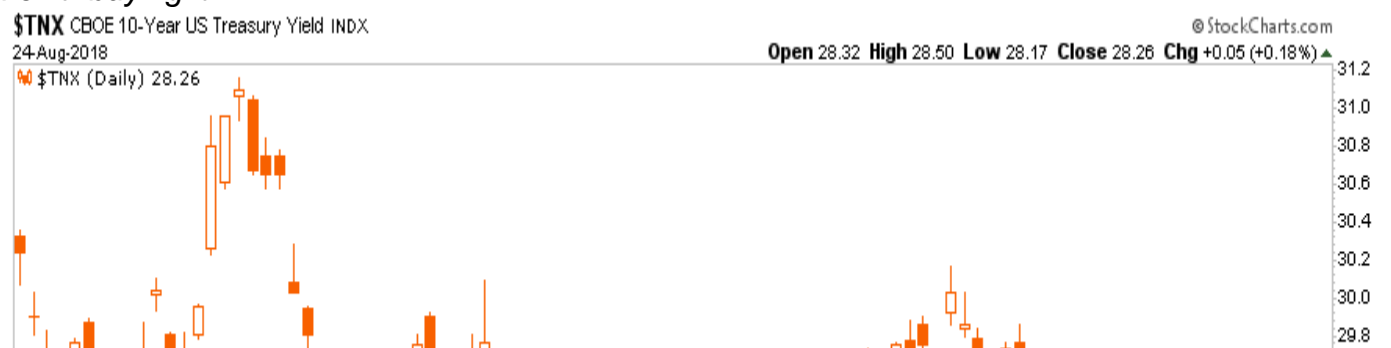 $TNX CBOE 10-Year US Treasury Yield INDX
© StockCharts.com
24-Aug-2018
Open 28.32 High 28.50 Low 28.17 Close 28.26 Chg +0.05 (+0.18%)
$TNX (Daily) 28.26
31.2
31.0
30.8
30.6
30.4
30.2
30.0
29.8